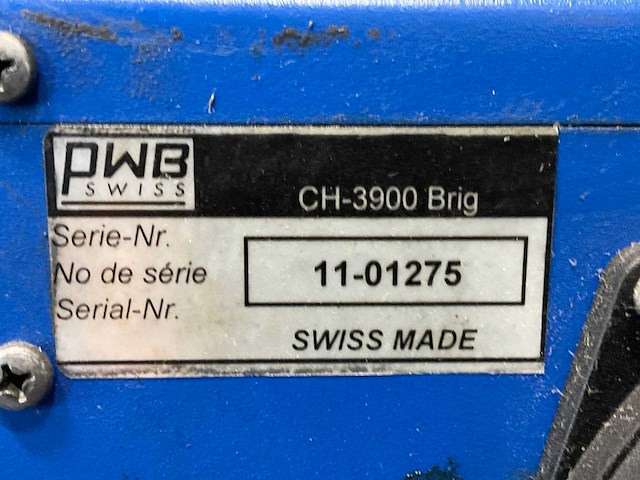 PWB
SWISS
CH-3900 Brig
Serie-Nr.
No de série
Serial-Nr.
11-01275
SWISS MADE